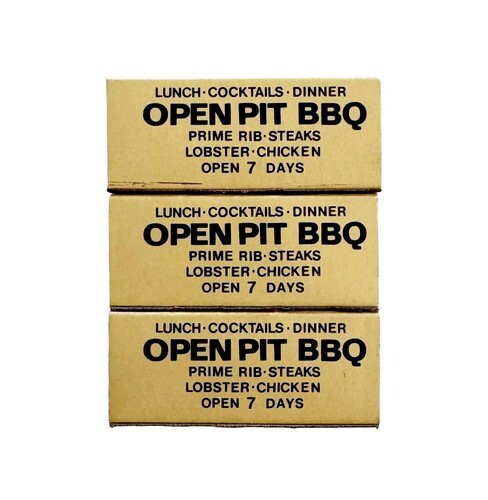 LUNCH·COCKTAILS·DINNER
OPEN PIT BBQ
PRIME RIB·STEAKS
LOBSTER·CHICKEN
OPEN 7 DAYS
LUNCH·COCKTAILS·DINNER
OPEN PIT BBQ
PRIME RIB·STEAKS
LOBSTER·CHICKEN
OPEN 7 DAYS
LUNCH·COCKTAILS·DINNER
OPEN PIT BBQ
PRIME RIB·STEAKS
LOBSTER·CHICKEN
OPEN 7 DAYS